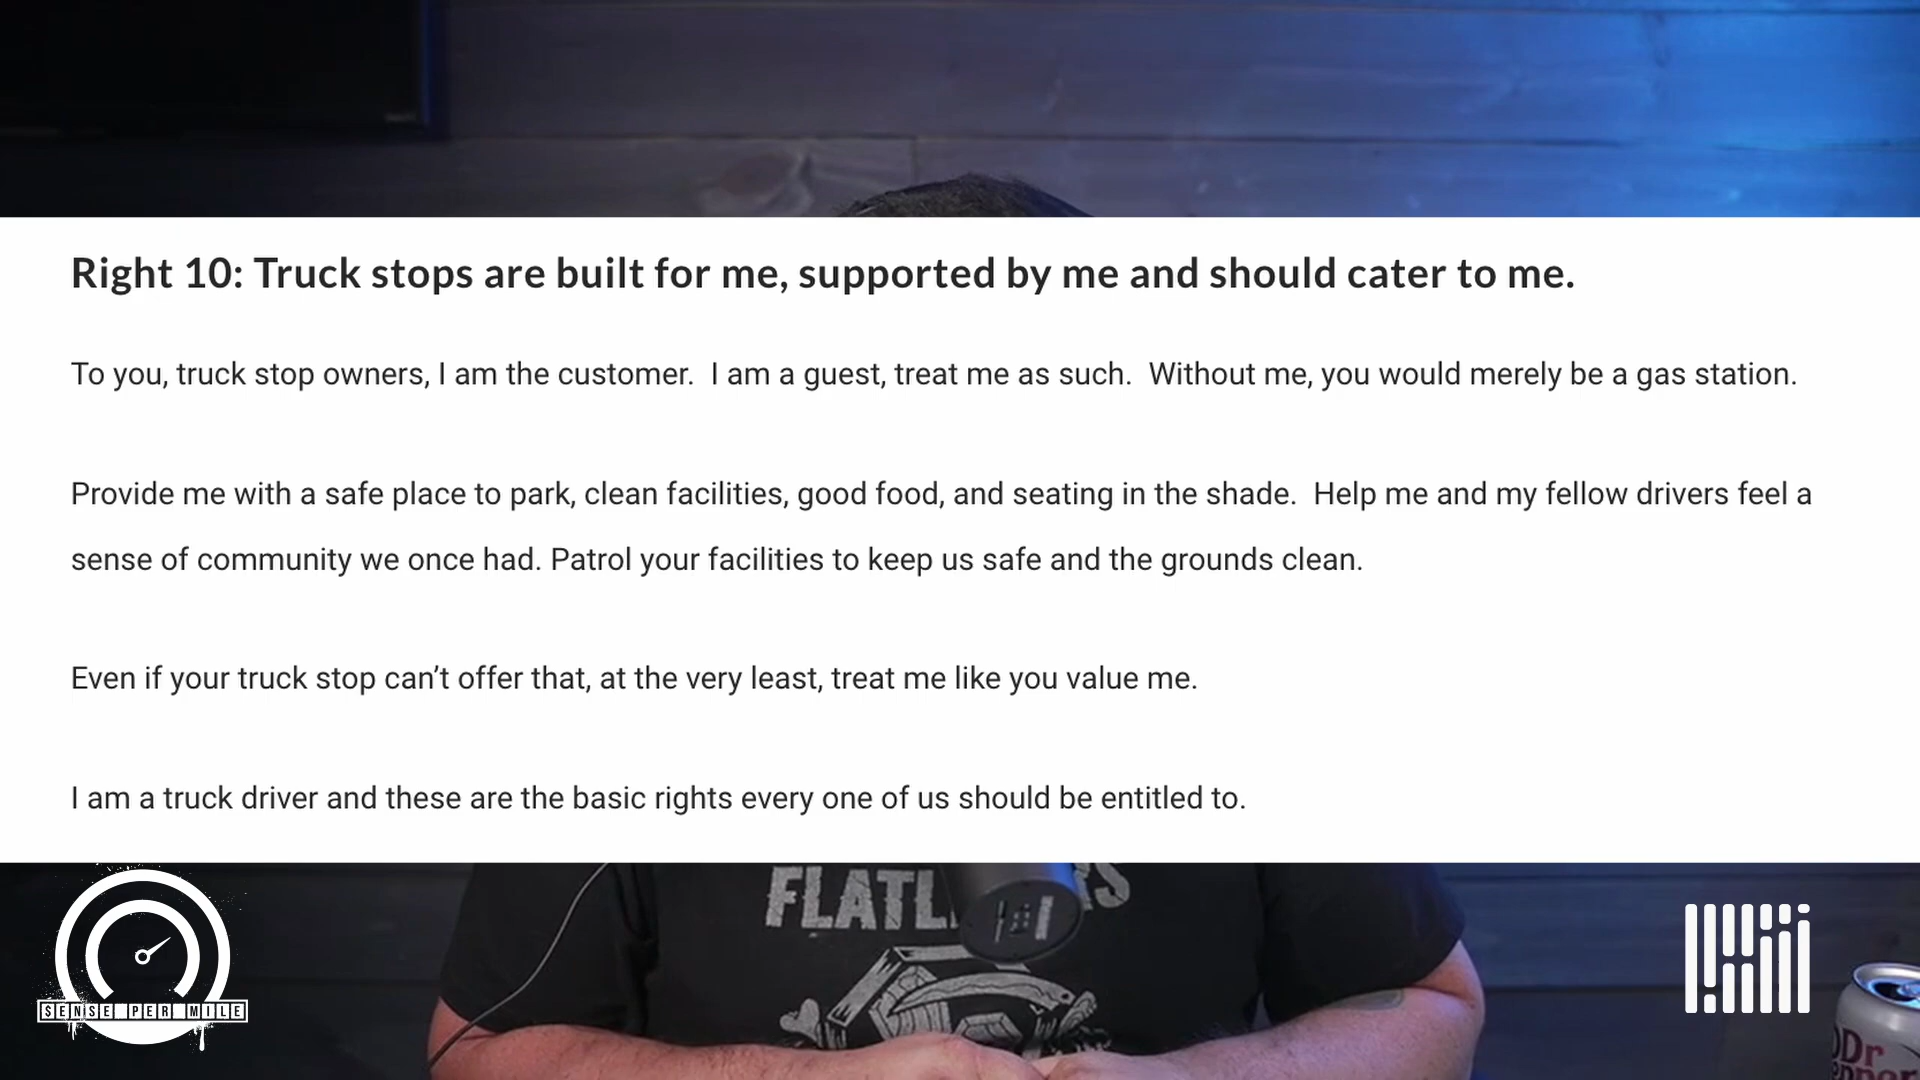 Right 10: Truck stops are built for me, supported by me and should cater to me.
To you, truck stop owners, I am the customer.  I am a guest, treat me as such.  Without me, you would merely be a gas station.
Provide me with a safe place to park, clean facilities, good food, and seating in the shade.  Help me and my fellow drivers feel a
sense of community we once had. Patrol your facilities to keep us safe and the grounds clean.
Even if your truck stop can’t offer that, at the very least, treat me like you value me.
I am a truck driver and these are the basic rights every one of us should be entitled to.
SENSE PER MILE
Dr